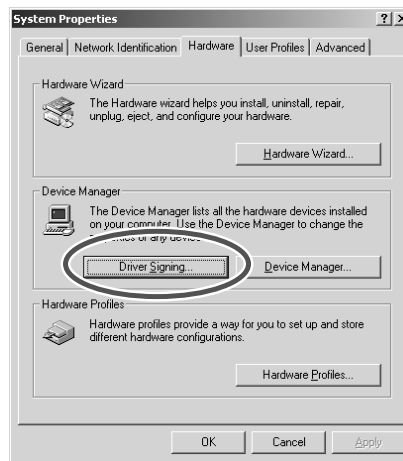 System Properties
General Network Identification Hardware User Profiles Advanced
Hardware Wizard
The Hardware wizard helps you install, uninstall, repair,
unplug, eject, and configure your hardware.
Hardware Wizard...
Device Manager
The Device Manager lists all the hardware devices installed
on your computer. Use the Device Manager to change the
of any device
Driver Signing... Device Manager...
Hardware Profiles
Hardware profiles provide a way for you to set up and store
different hardware configurations.
Hardware Profiles...
OK Cancel Apply